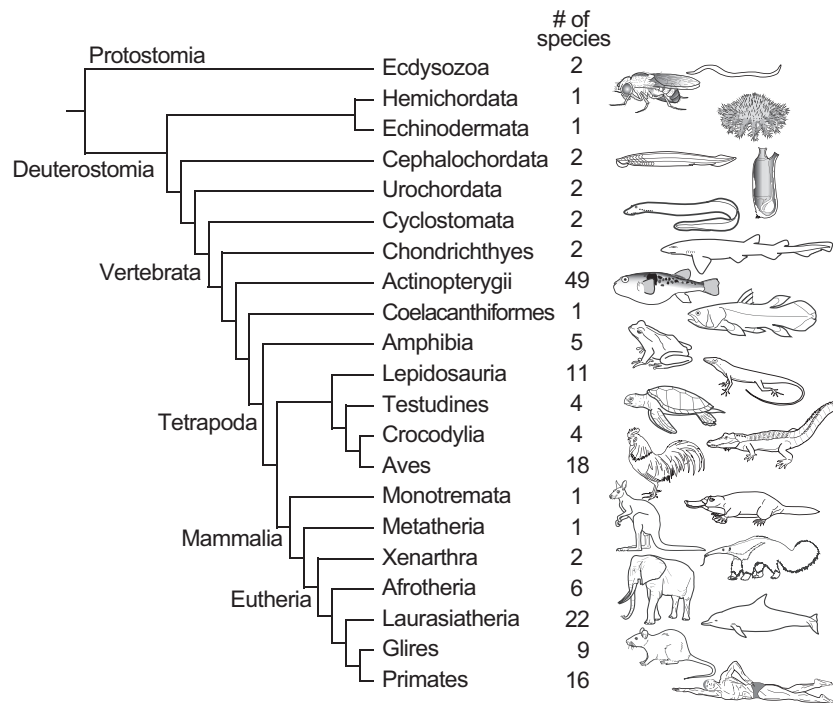 # of
species
Protostomia
Ecdysozoa 2
Hemichordata 1
Echinodermata 1
Deuterostomia
Cephalochordata 2
Urochordata 2
Cyclostomata 2
Chondrichthyes 2
Vertebrata
Actinopterygii 49
Coelacanthiformes 1
Amphibia 5
Lepidosauria 11
Testudines 4
Tetrapoda
Crocodylia 4
Aves 18
Monotremata 1
Metatheria 1
Mammalia
Xenarthra 2
Afrotheria 6
Eutheria
Laurasiatheria 22
Glires 9
Primates 16